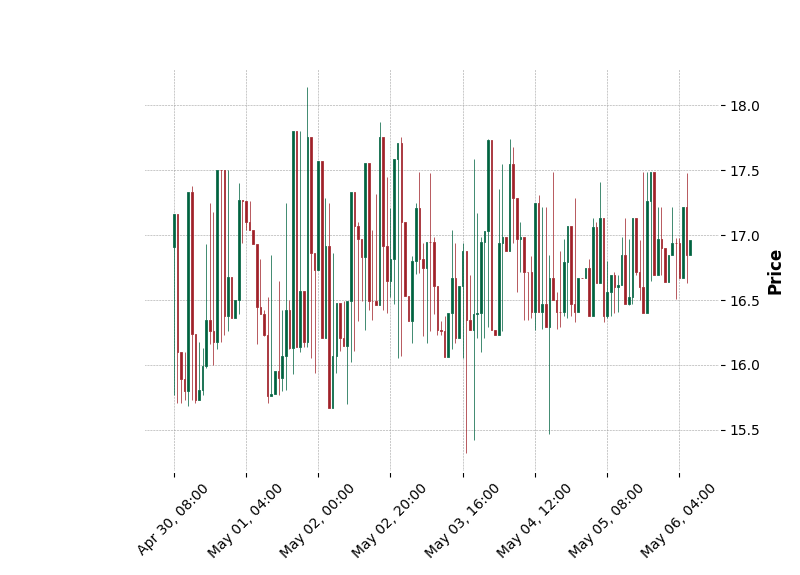 18.0
17.5
17.0
16.5
16.0
15.5
Price
Apr 30, 08:00
May 01, 04:00
May 02, 00:00
May 02, 20:00
May 03, 16:00
May 04, 12:00
May 05, 08:00
May 06, 04:00